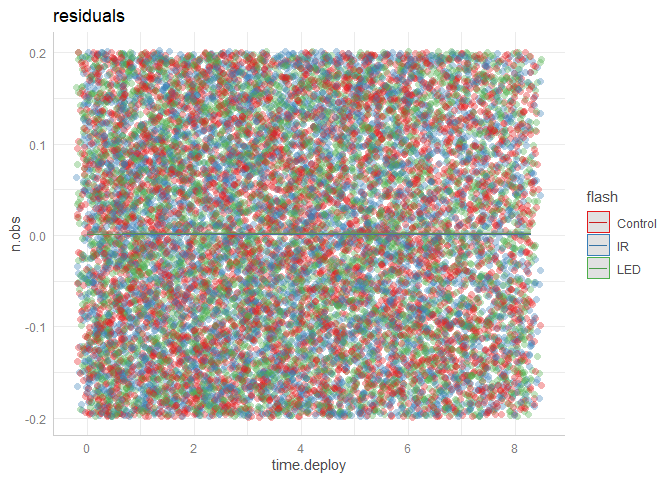 residuals
n.obs
0.2
0.1
0.0
-0.1
-0.2
0
2
4
6
8
time.deploy
flash
Control
IR
LED